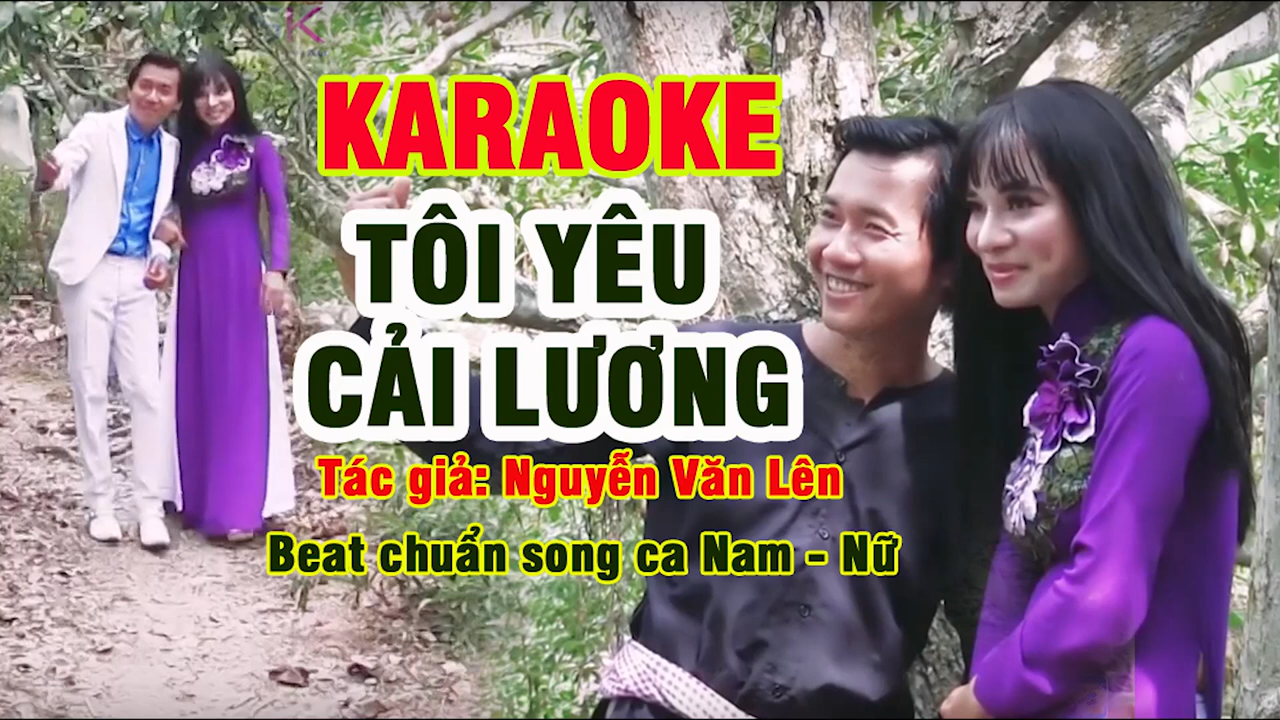 K
KARAOKE
TÔI YÊU
CẢI LƯƠNG
Tác giả: Nguyễn Văn Lên
Beat chuẩn song ca Nam - Nữ